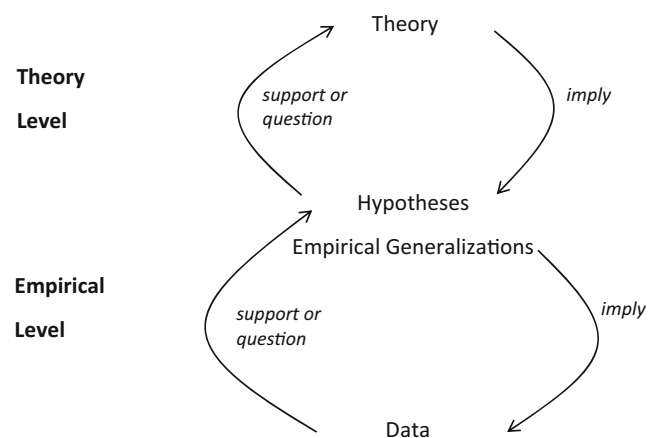 Theory
Theory
Level
support or
question
imply
Hypotheses
Empirical Generalizations
Empirical
Level
support or
question
imply
Data